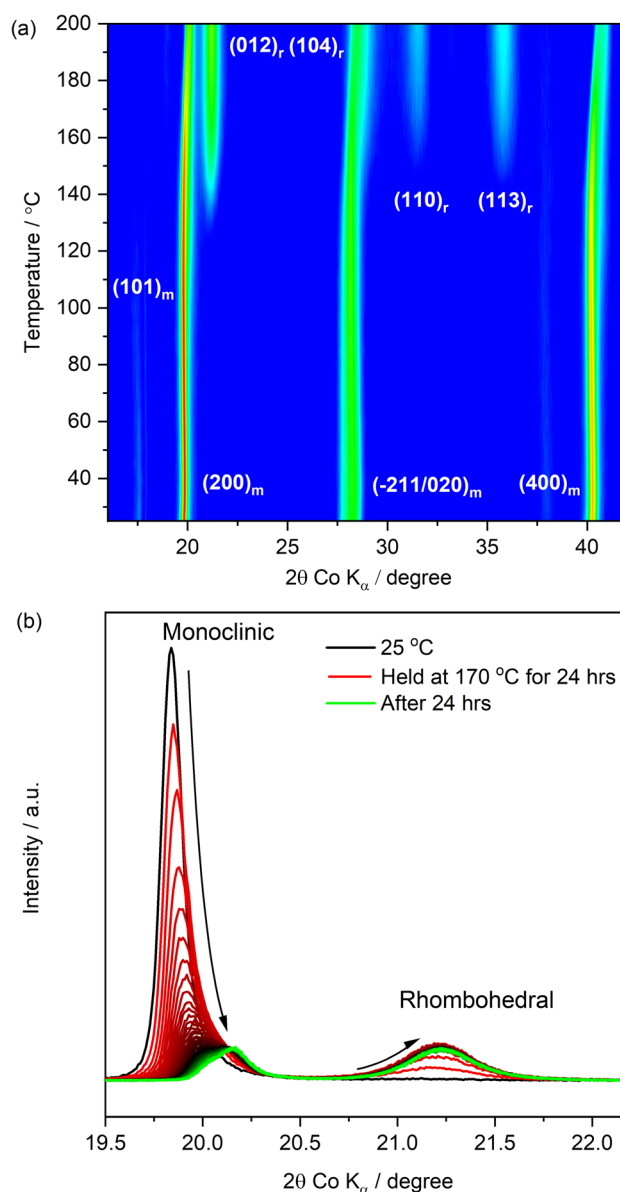 (a)
200
180
160
140
120
100
80
60
40
Temperature / °C
(012)r (104)r
(110)r (113)r
(101)m
(200)m (-211/020)m (400)m
20 25 30 35 40
2θ Co Kα / degree
(b)
Monoclinic
25 °C
Held at 170 °C for 24 hrs
After 24 hrs
Intensity / a.u.
Rhombohedral
19.5 20.0 20.5 21.0 21.5 22.0
2θ Co Kα / degree